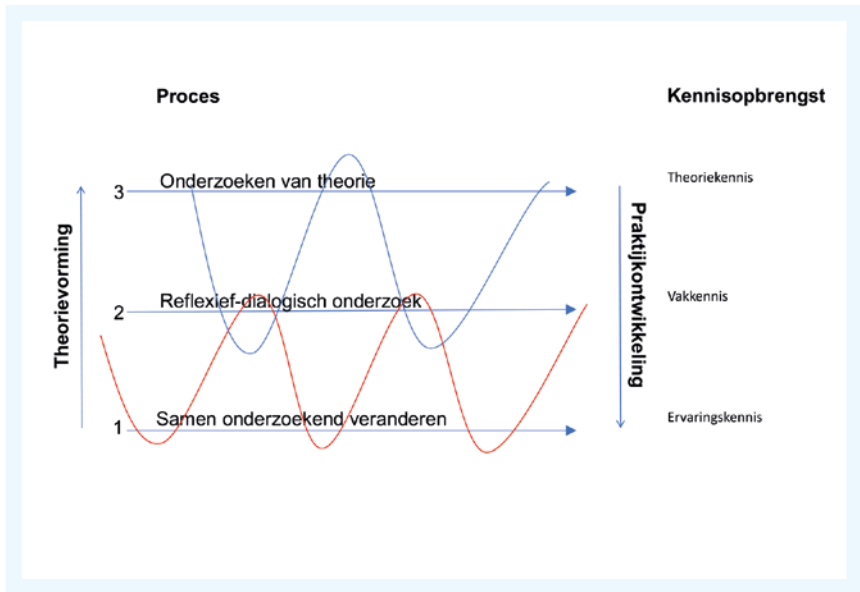 Proces
Kennisopbrengst
3
Onderzoeken van theorie
Theoriekennis
2
Reflexief-dialogisch onderzoek
Vakkennis
1
Samen onderzoekend veranderen
Ervaringskennis
Theorievorming
Praktijkontwikkeling